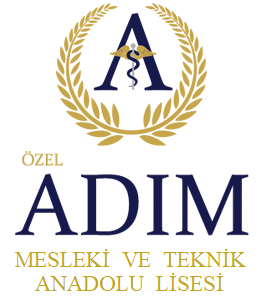 A
ÖZEL
ADIM
MESLEKİ VE TEKNİK
ANADOLU LİSESİ